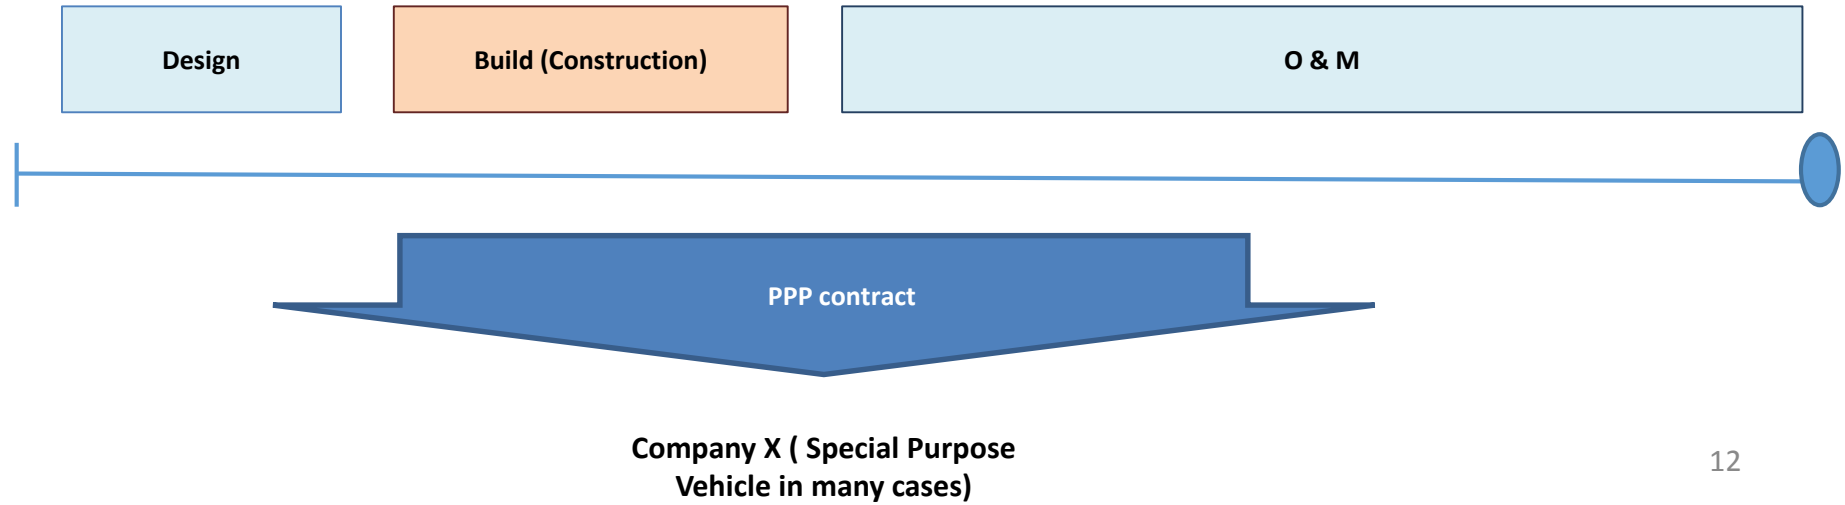 Design
Build (Construction)
O & M
PPP contract
Company X ( Special Purpose
Vehicle in many cases)
12